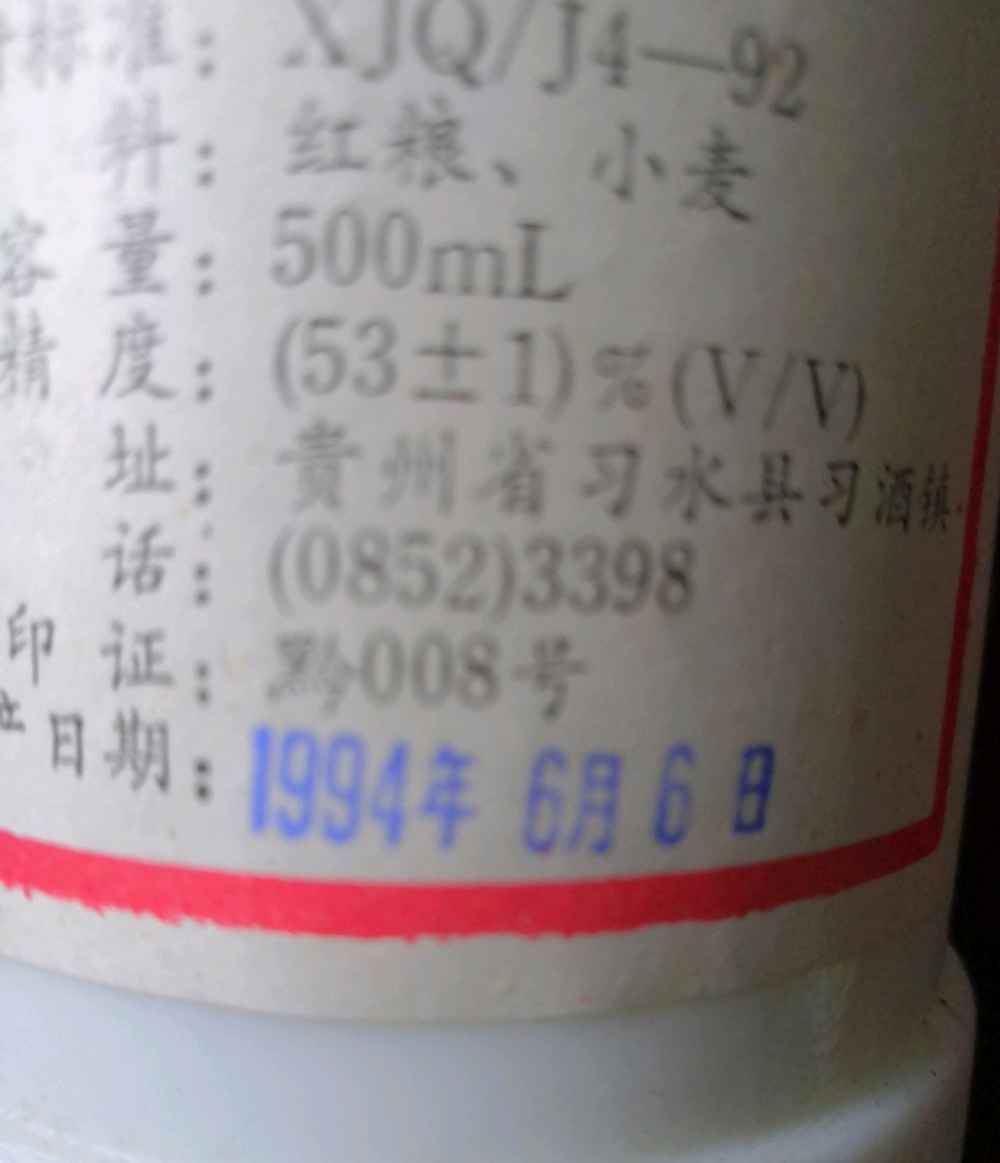 标准：XJQ/J4—92
料：红粮、小麦
容量：500mL
精度：(53±1)%(V/V)
址：贵州省习水县习酒镇
话：(0852)3398
印证：黔008号
日期：1994年 6月 6日